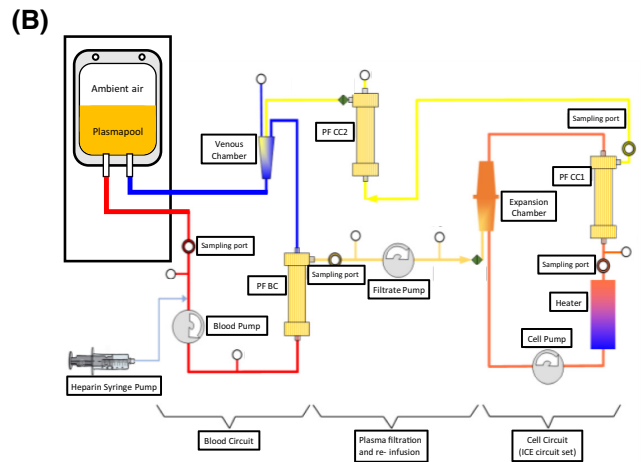 (B)
Ambient air
Plasmapool
Venous
Chamber
PF CC2
Sampling port
PF CC1
Expansion
Chamber
Sampling port
PF BC
Sampling port
Sampling port
Filtrate Pump
Heater
Blood Pump
Cell Pump
Heparin Syringe Pump
Blood Circuit
Plasma filtration
and re- infusion
Cell Circuit
(ICE circuit set)